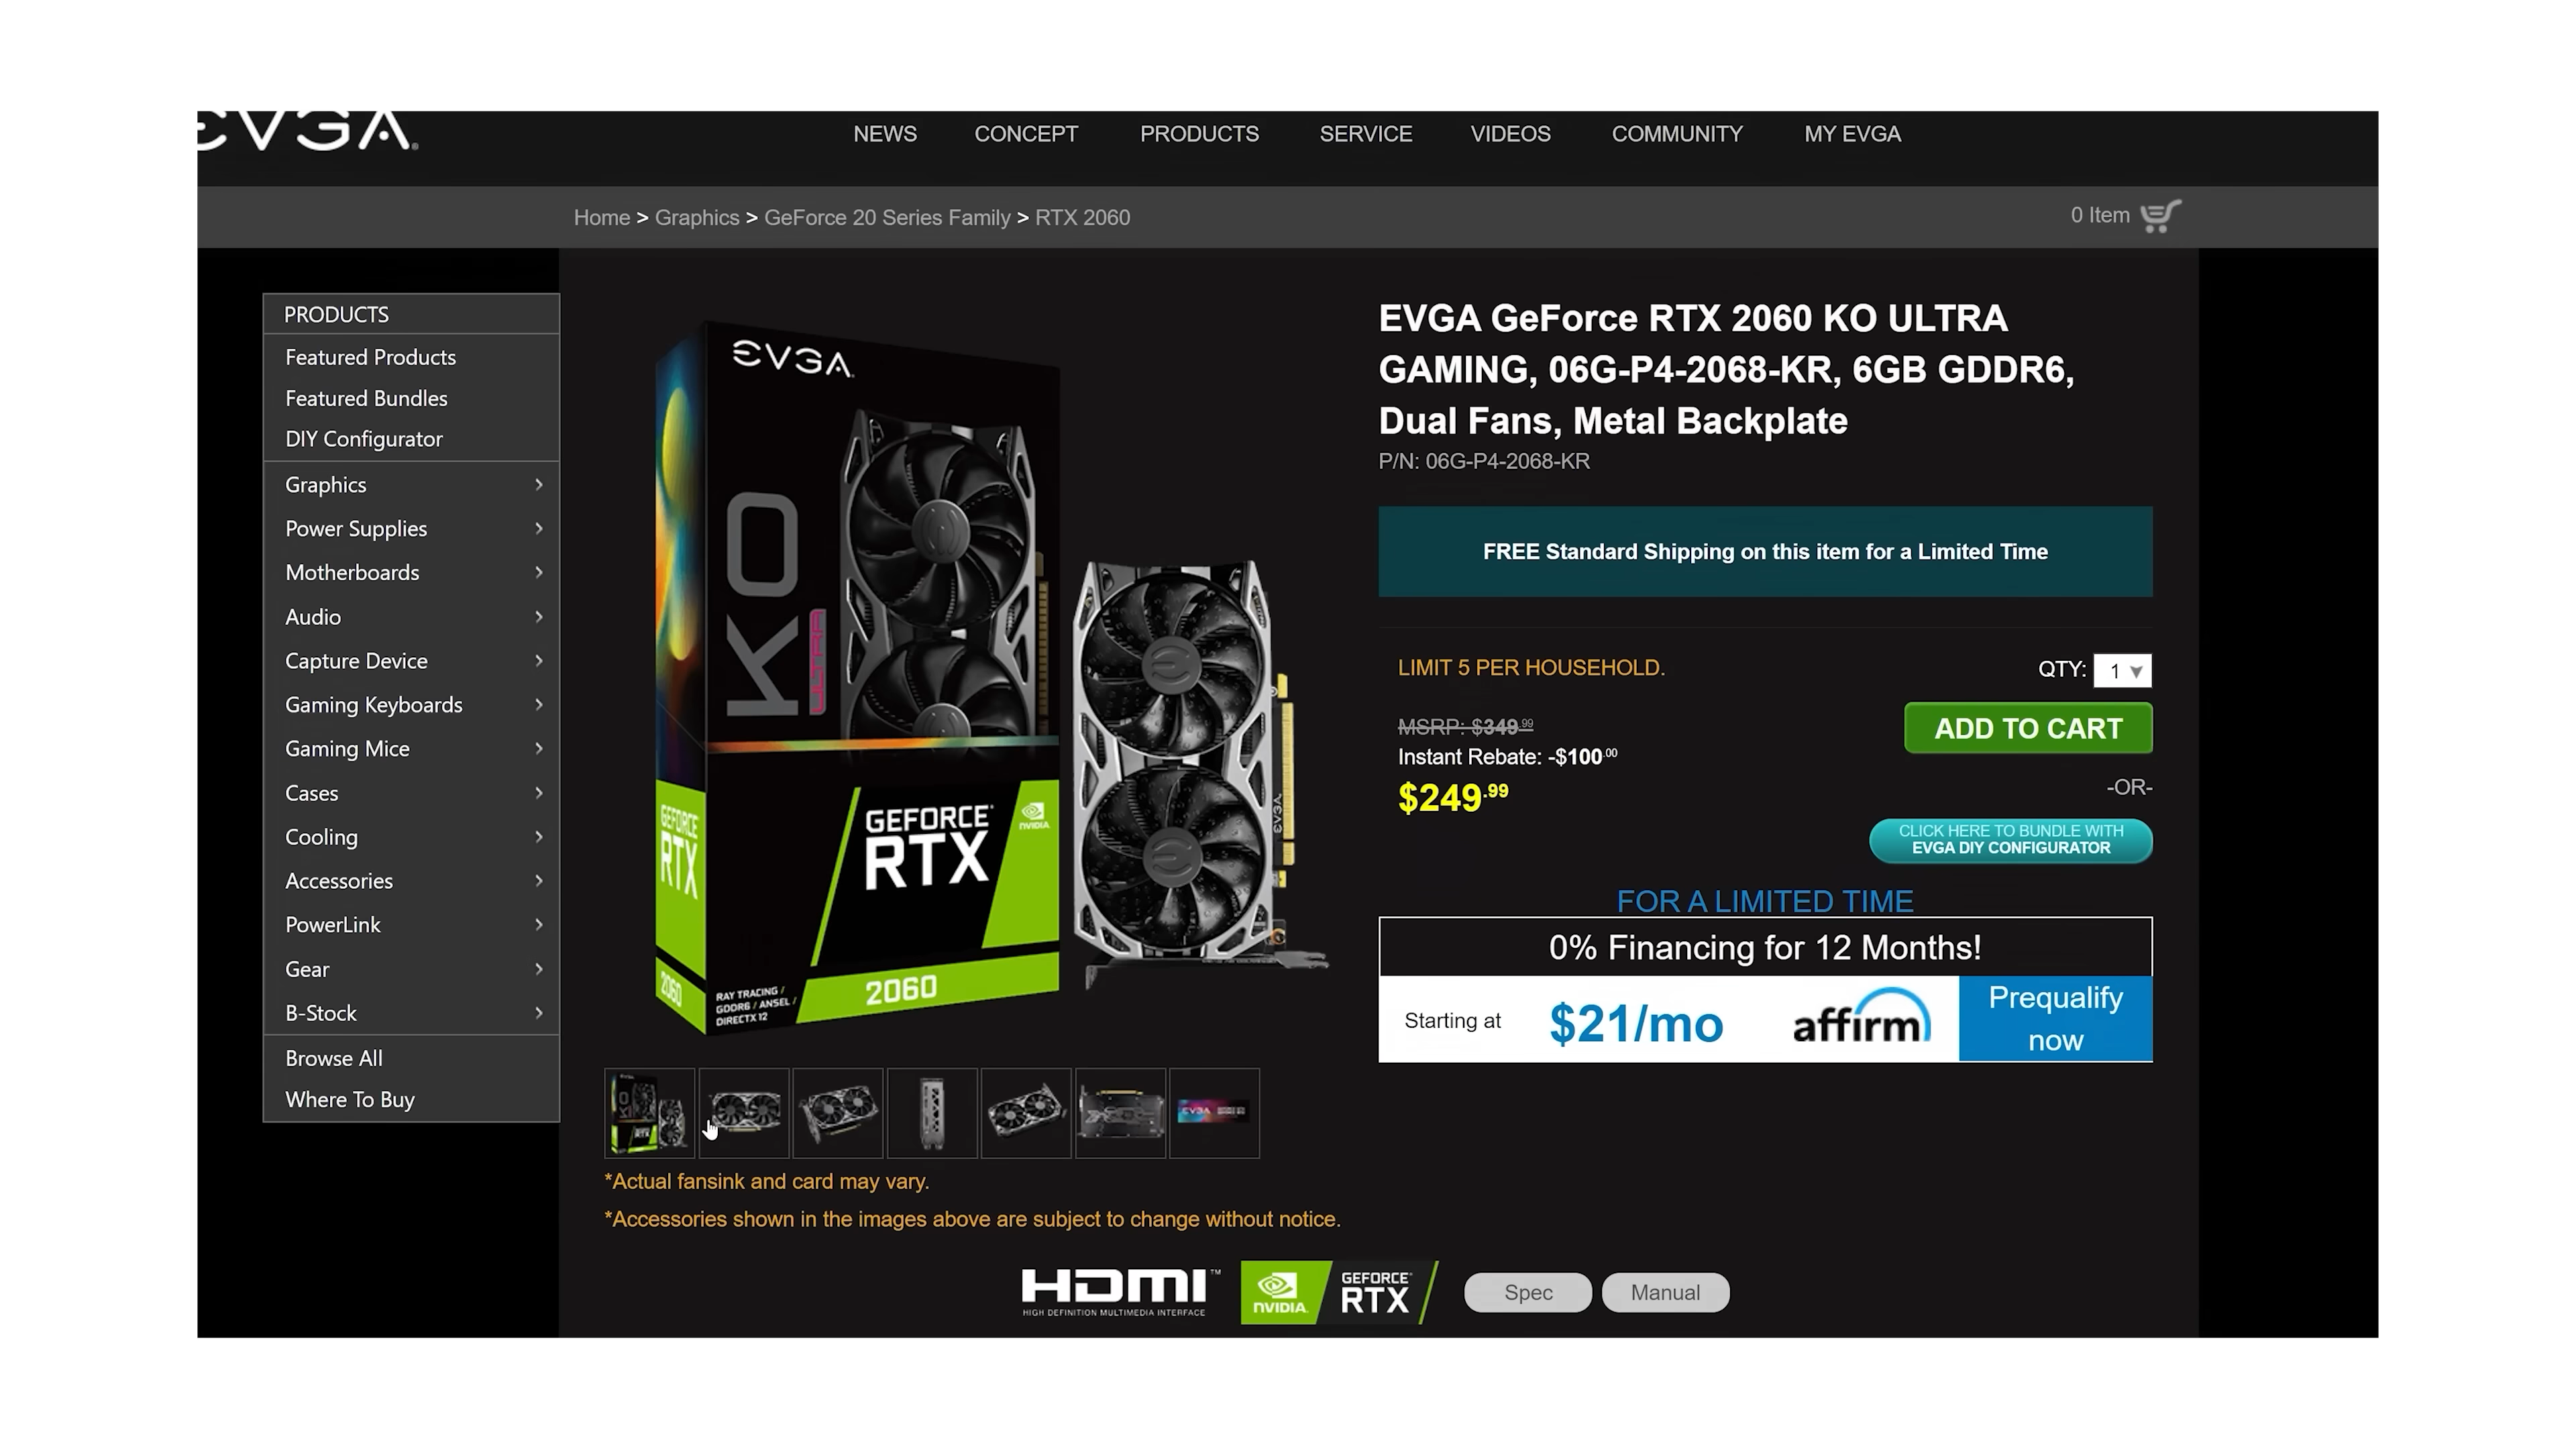 EVGA
NEWS CONCEPT PRODUCTS SERVICE VIDEOS COMMUNITY MY EVGA
Home > Graphics > GeForce 20 Series Family > RTX 2060
0 Item
PRODUCTS
Featured Products
Featured Bundles
DIY Configurator
Graphics
Power Supplies
Motherboards
Audio
Capture Device
Gaming Keyboards
Gaming Mice
Cases
Cooling
Accessories
PowerLink
Gear
B-Stock
Browse All
Where To Buy
EVGA
KO
ULTRA
GEFORCE
RTX
NVIDIA
2060
RAY TRACING /
GDDR6 / ANSEL /
DIRECTX 12
GEFORCE
RTX
2060
EVGA
EVGA GeForce RTX 2060 KO ULTRA
GAMING, 06G-P4-2068-KR, 6GB GDDR6,
Dual Fans, Metal Backplate
P/N: 06G-P4-2068-KR
FREE Standard Shipping on this item for a Limited Time
LIMIT 5 PER HOUSEHOLD.
QTY: 1
MSRP: $349.99
Instant Rebate: -$100.00
$249.99
ADD TO CART
-OR-
CLICK HERE TO BUNDLE WITH
EVGA DIY CONFIGURATOR
FOR A LIMITED TIME
0% Financing for 12 Months!
Starting at $21/mo affirm
Prequalify
now
*Actual fansink and card may vary.
*Accessories shown in the images above are subject to change without notice.
HDMI™
HIGH DEFINITION MULTIMEDIA INTERFACE
NVIDIA.
GEFORCE
RTX
Spec
Manual